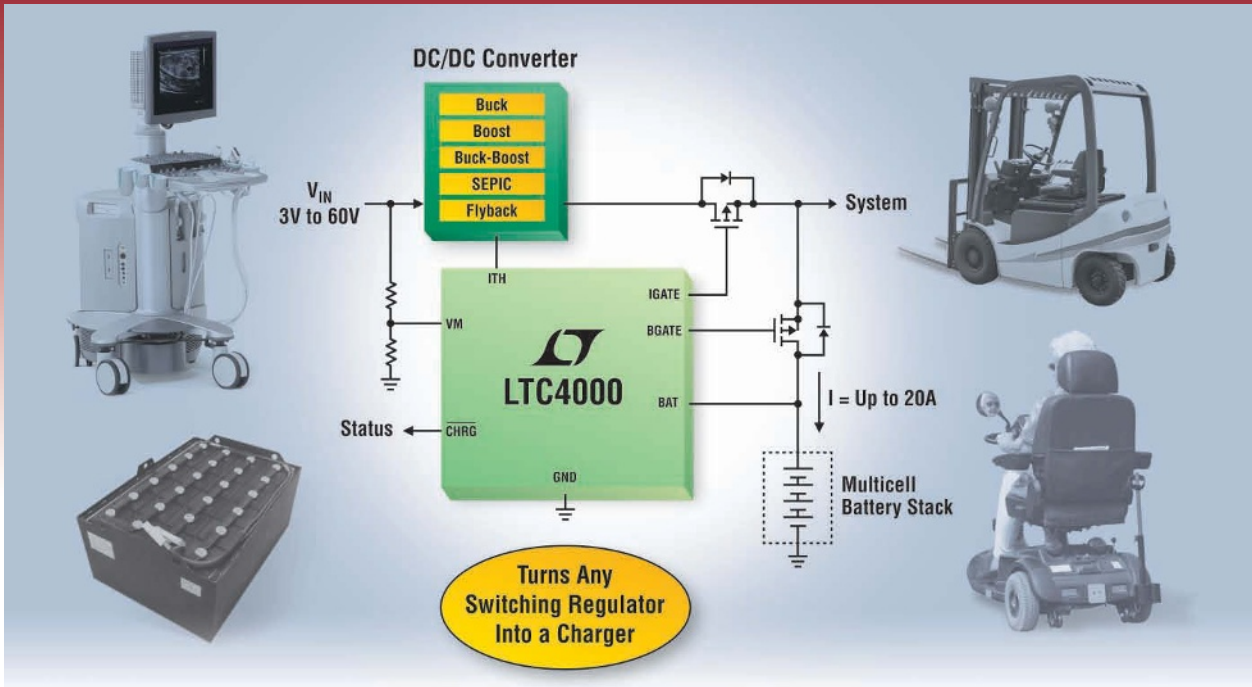 DC/DC Converter
Buck
Boost
Buck-Boost
SEPIC
Flyback
VIN
3V to 60V
System
ITH
IGATE
VM
BGATE
LTC4000
BAT
I = Up to 20A
Status
CHRG
GND
Multicell
Battery Stack
Turns Any
Switching Regulator
Into a Charger